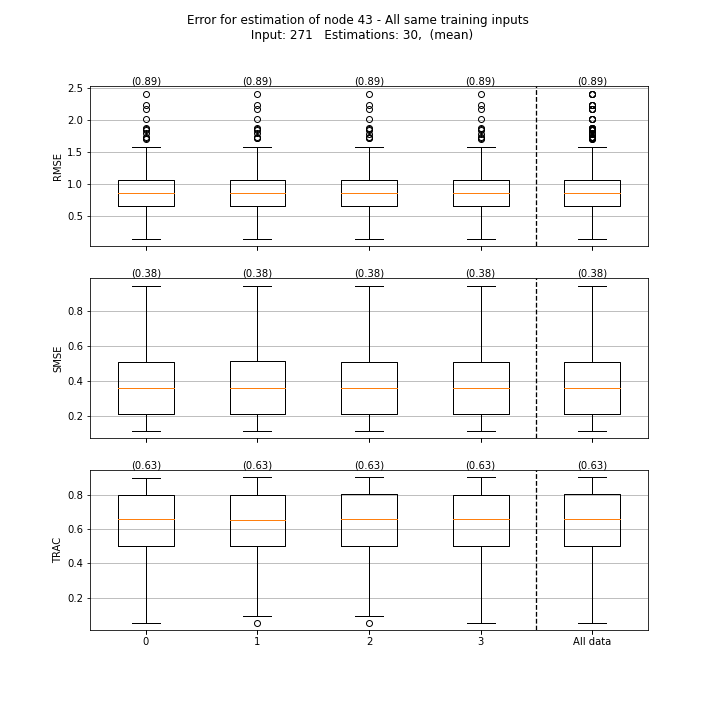 Error for estimation of node 43 - All same training inputs
Input: 271   Estimations: 30,  (mean)
(0.89) (0.89) (0.89) (0.89) (0.89)
2.5
2.0
1.5
1.0
0.5
RMSE
(0.38) (0.38) (0.38) (0.38) (0.38)
0.8
0.6
0.4
0.2
SMSE
(0.63) (0.63) (0.63) (0.63) (0.63)
0.8
0.6
0.4
0.2
TRAC
0 1 2 3 All data